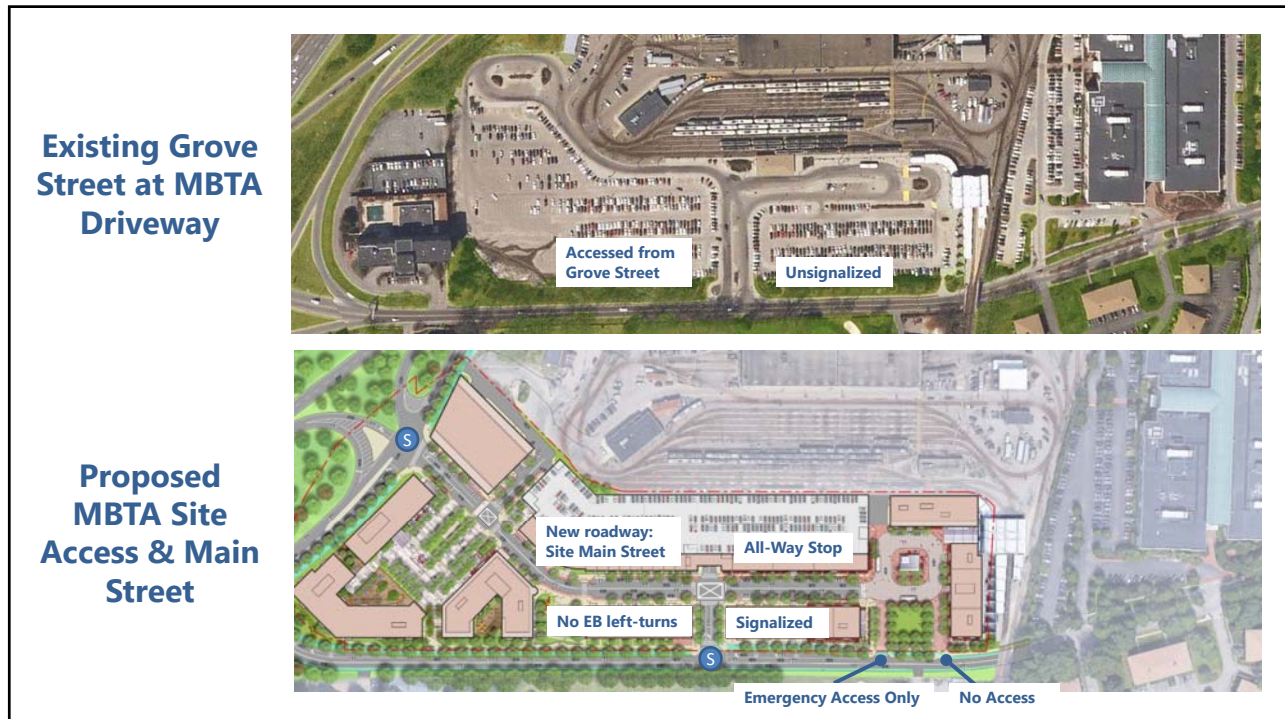 Existing Grove
Street at MBTA
Driveway
Accessed from
Grove Street
Unsignalized
Proposed
MBTA Site
Access & Main
Street
S
New roadway:
Site Main Street
All-Way Stop
No EB left-turns
Signalized
S
Emergency Access Only
No Access